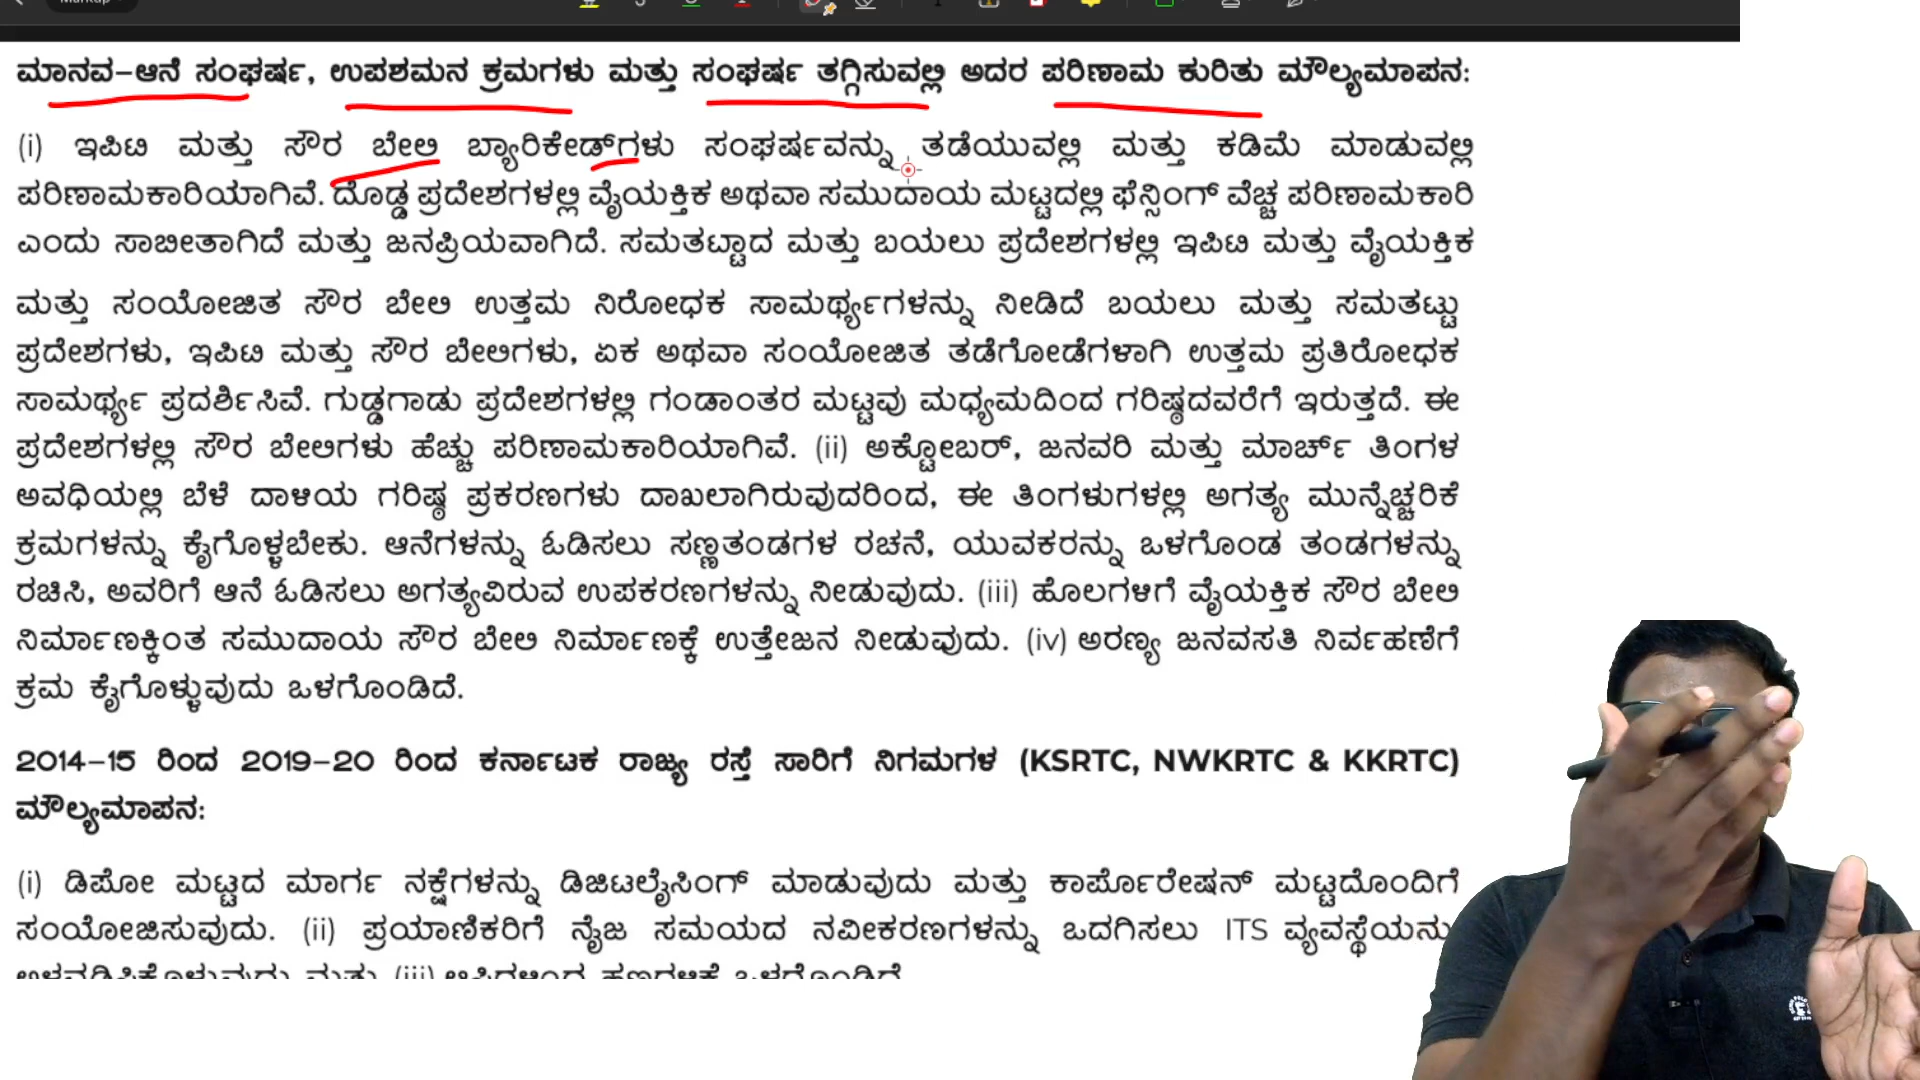 ಮಾನವ–ಆನೆ ಸಂಘರ್ಷ, ಉಪಶಮನ ಕ್ರಮಗಳು ಮತ್ತು ಸಂಘರ್ಷ ತಗ್ಗಿಸುವಲ್ಲಿ ಅದರ ಪರಿಣಾಮ ಕುರಿತು ಮೌಲ್ಯಮಾಪನ:
(i) ಇಪಿಟಿ ಮತ್ತು ಸೌರ ಬೇಲಿ ಬ್ಯಾರಿಕೇಡ್‌ಗಳು ಸಂಘರ್ಷವನ್ನು ತಡೆಯುವಲ್ಲಿ ಮತ್ತು ಕಡಿಮೆ ಮಾಡುವಲ್ಲಿ
ಪರಿಣಾಮಕಾರಿಯಾಗಿವೆ. ದೊಡ್ಡ ಪ್ರದೇಶಗಳಲ್ಲಿ ವೈಯಕ್ತಿಕ ಅಥವಾ ಸಮುದಾಯ ಮಟ್ಟದಲ್ಲಿ ಫೆನ್ಸಿಂಗ್ ವೆಚ್ಚ ಪರಿಣಾಮಕಾರಿ
ಎಂದು ಸಾಬೀತಾಗಿದೆ ಮತ್ತು ಜನಪ್ರಿಯವಾಗಿದೆ. ಸಮತಟ್ಟಾದ ಮತ್ತು ಬಯಲು ಪ್ರದೇಶಗಳಲ್ಲಿ ಇಪಿಟಿ ಮತ್ತು ವೈಯಕ್ತಿಕ
ಮತ್ತು ಸಂಯೋಜಿತ ಸೌರ ಬೇಲಿ ಉತ್ತಮ ನಿರೋಧಕ ಸಾಮರ್ಥ್ಯಗಳನ್ನು ನೀಡಿದೆ ಬಯಲು ಮತ್ತು ಸಮತಟ್ಟು
ಪ್ರದೇಶಗಳು, ಇಪಿಟಿ ಮತ್ತು ಸೌರ ಬೇಲಿಗಳು, ಏಕ ಅಥವಾ ಸಂಯೋಜಿತ ತಡೆಗೋಡೆಗಳಾಗಿ ಉತ್ತಮ ಪ್ರತಿರೋಧಕ
ಸಾಮರ್ಥ್ಯ ಪ್ರದರ್ಶಿಸಿವೆ. ಗುಡ್ಡಗಾಡು ಪ್ರದೇಶಗಳಲ್ಲಿ ಗಂಡಾಂತರ ಮಟ್ಟವು ಮಧ್ಯಮದಿಂದ ಗರಿಷ್ಠದವರೆಗೆ ಇರುತ್ತದೆ. ಈ
ಪ್ರದೇಶಗಳಲ್ಲಿ ಸೌರ ಬೇಲಿಗಳು ಹೆಚ್ಚು ಪರಿಣಾಮಕಾರಿಯಾಗಿವೆ. (ii) ಅಕ್ಟೋಬರ್, ಜನವರಿ ಮತ್ತು ಮಾರ್ಚ್ ತಿಂಗಳ
ಅವಧಿಯಲ್ಲಿ ಬೆಳೆ ದಾಳಿಯ ಗರಿಷ್ಠ ಪ್ರಕರಣಗಳು ದಾಖಲಾಗಿರುವುದರಿಂದ, ಈ ತಿಂಗಳುಗಳಲ್ಲಿ ಅಗತ್ಯ ಮುನ್ನೆಚ್ಚರಿಕೆ
ಕ್ರಮಗಳನ್ನು ಕೈಗೊಳ್ಳಬೇಕು. ಆನೆಗಳನ್ನು ಓಡಿಸಲು ಸಣ್ಣತಂಡಗಳ ರಚನೆ, ಯುವಕರನ್ನು ಒಳಗೊಂಡ ತಂಡಗಳನ್ನು
ರಚಿಸಿ, ಅವರಿಗೆ ಆನೆ ಓಡಿಸಲು ಅಗತ್ಯವಿರುವ ಉಪಕರಣಗಳನ್ನು ನೀಡುವುದು. (iii) ಹೊಲಗಳಿಗೆ ವೈಯಕ್ತಿಕ ಸೌರ ಬೇಲಿ
ನಿರ್ಮಾಣಕ್ಕಿಂತ ಸಮುದಾಯ ಸೌರ ಬೇಲಿ ನಿರ್ಮಾಣಕ್ಕೆ ಉತ್ತೇಜನ ನೀಡುವುದು. (iv) ಅರಣ್ಯ ಜನವಸತಿ ನಿರ್ವಹಣೆಗೆ
ಕ್ರಮ ಕೈಗೊಳ್ಳುವುದು ಒಳಗೊಂಡಿದೆ.
2014–15 ರಿಂದ 2019–20 ರಿಂದ ಕರ್ನಾಟಕ ರಾಜ್ಯ ರಸ್ತೆ ಸಾರಿಗೆ ನಿಗಮಗಳ (KSRTC, NWKRTC & KKRTC)
ಮೌಲ್ಯಮಾಪನ:
(i) ಡಿಪೋ ಮಟ್ಟದ ಮಾರ್ಗ ನಕ್ಷೆಗಳನ್ನು ಡಿಜಿಟಲೈಸಿಂಗ್ ಮಾಡುವುದು ಮತ್ತು ಕಾರ್ಪೊರೇಷನ್ ಮಟ್ಟದೊಂದಿಗೆ
ಸಂಯೋಜಿಸುವುದು. (ii) ಪ್ರಯಾಣಿಕರಿಗೆ ನೈಜ ಸಮಯದ ನವೀಕರಣಗಳನ್ನು ಒದಗಿಸಲು ITS